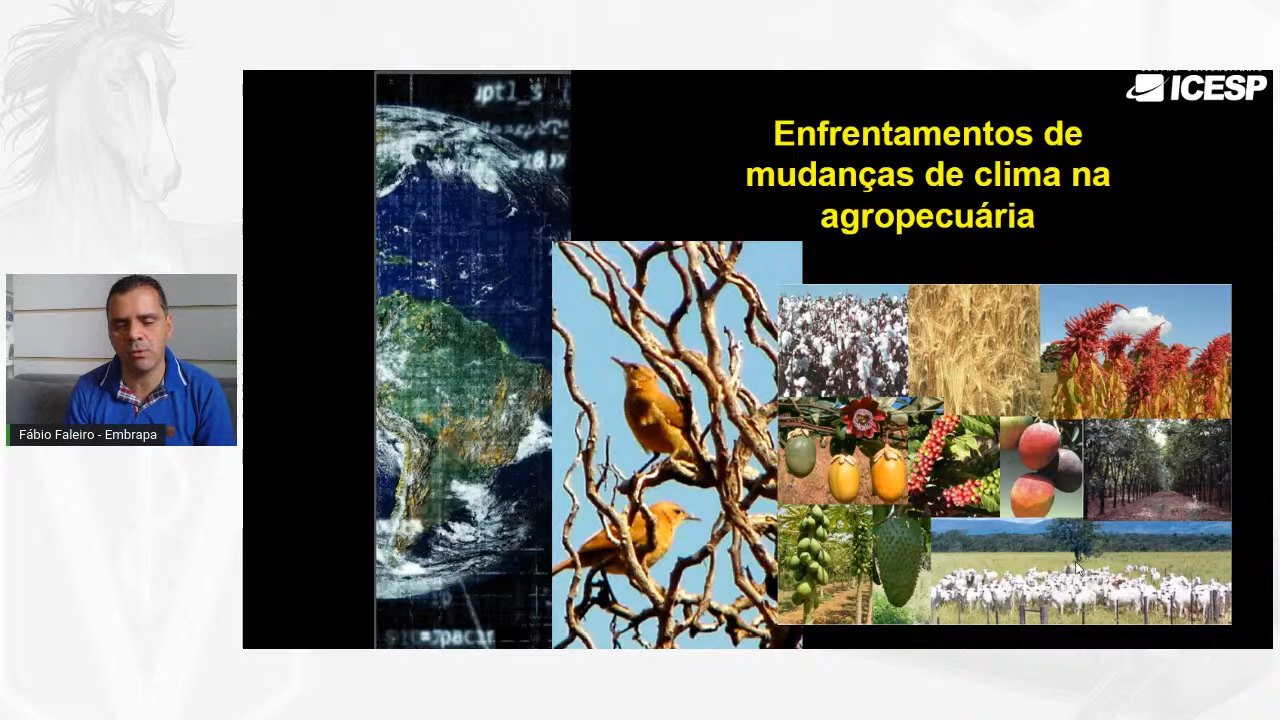 ICESP
Enfrentamentos de
mudanças de clima na
agropecuária
Fábio Faleiro - Embrapa